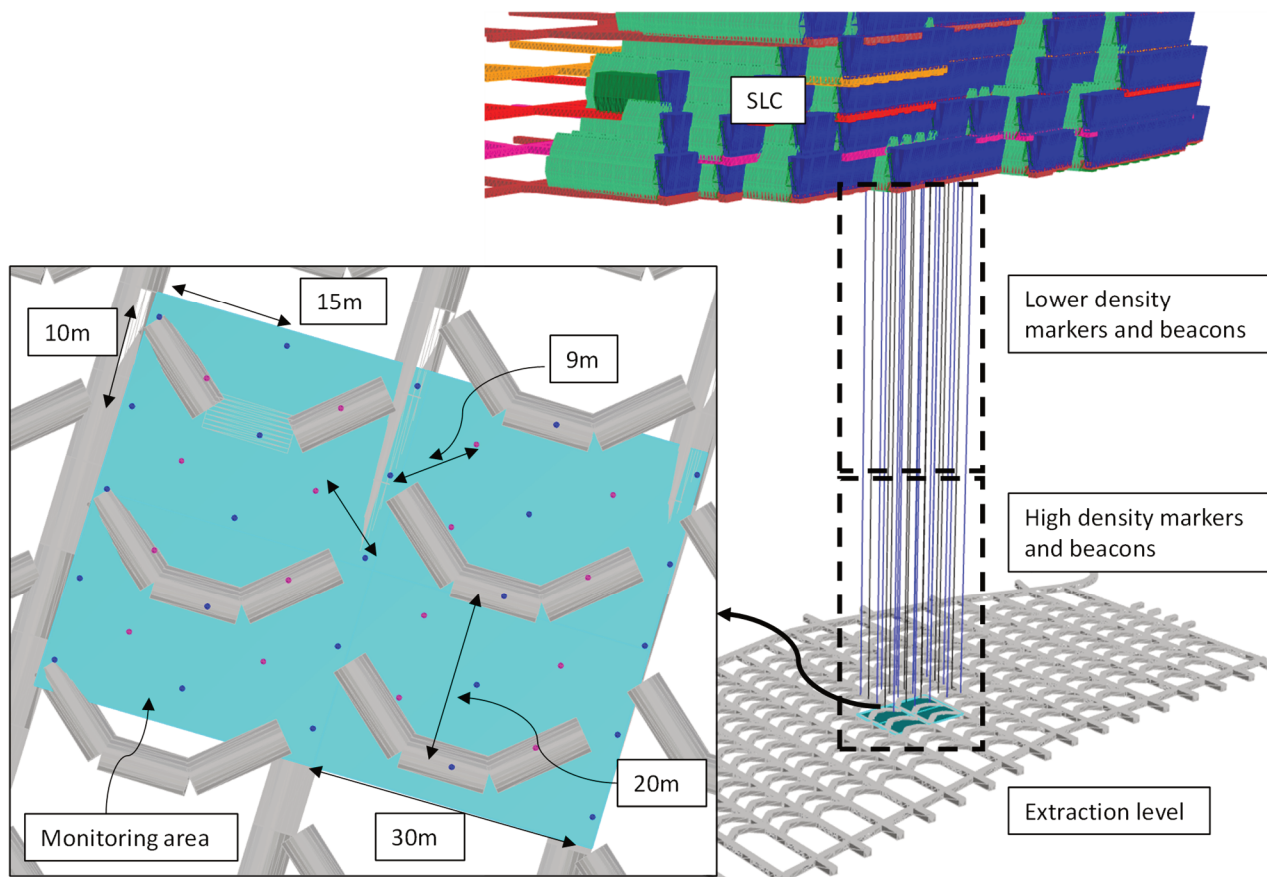 SLC
15m
10m
9m
Lower density
markers and beacons
High density markers
and beacons
20m
Extraction level
Monitoring area
30m